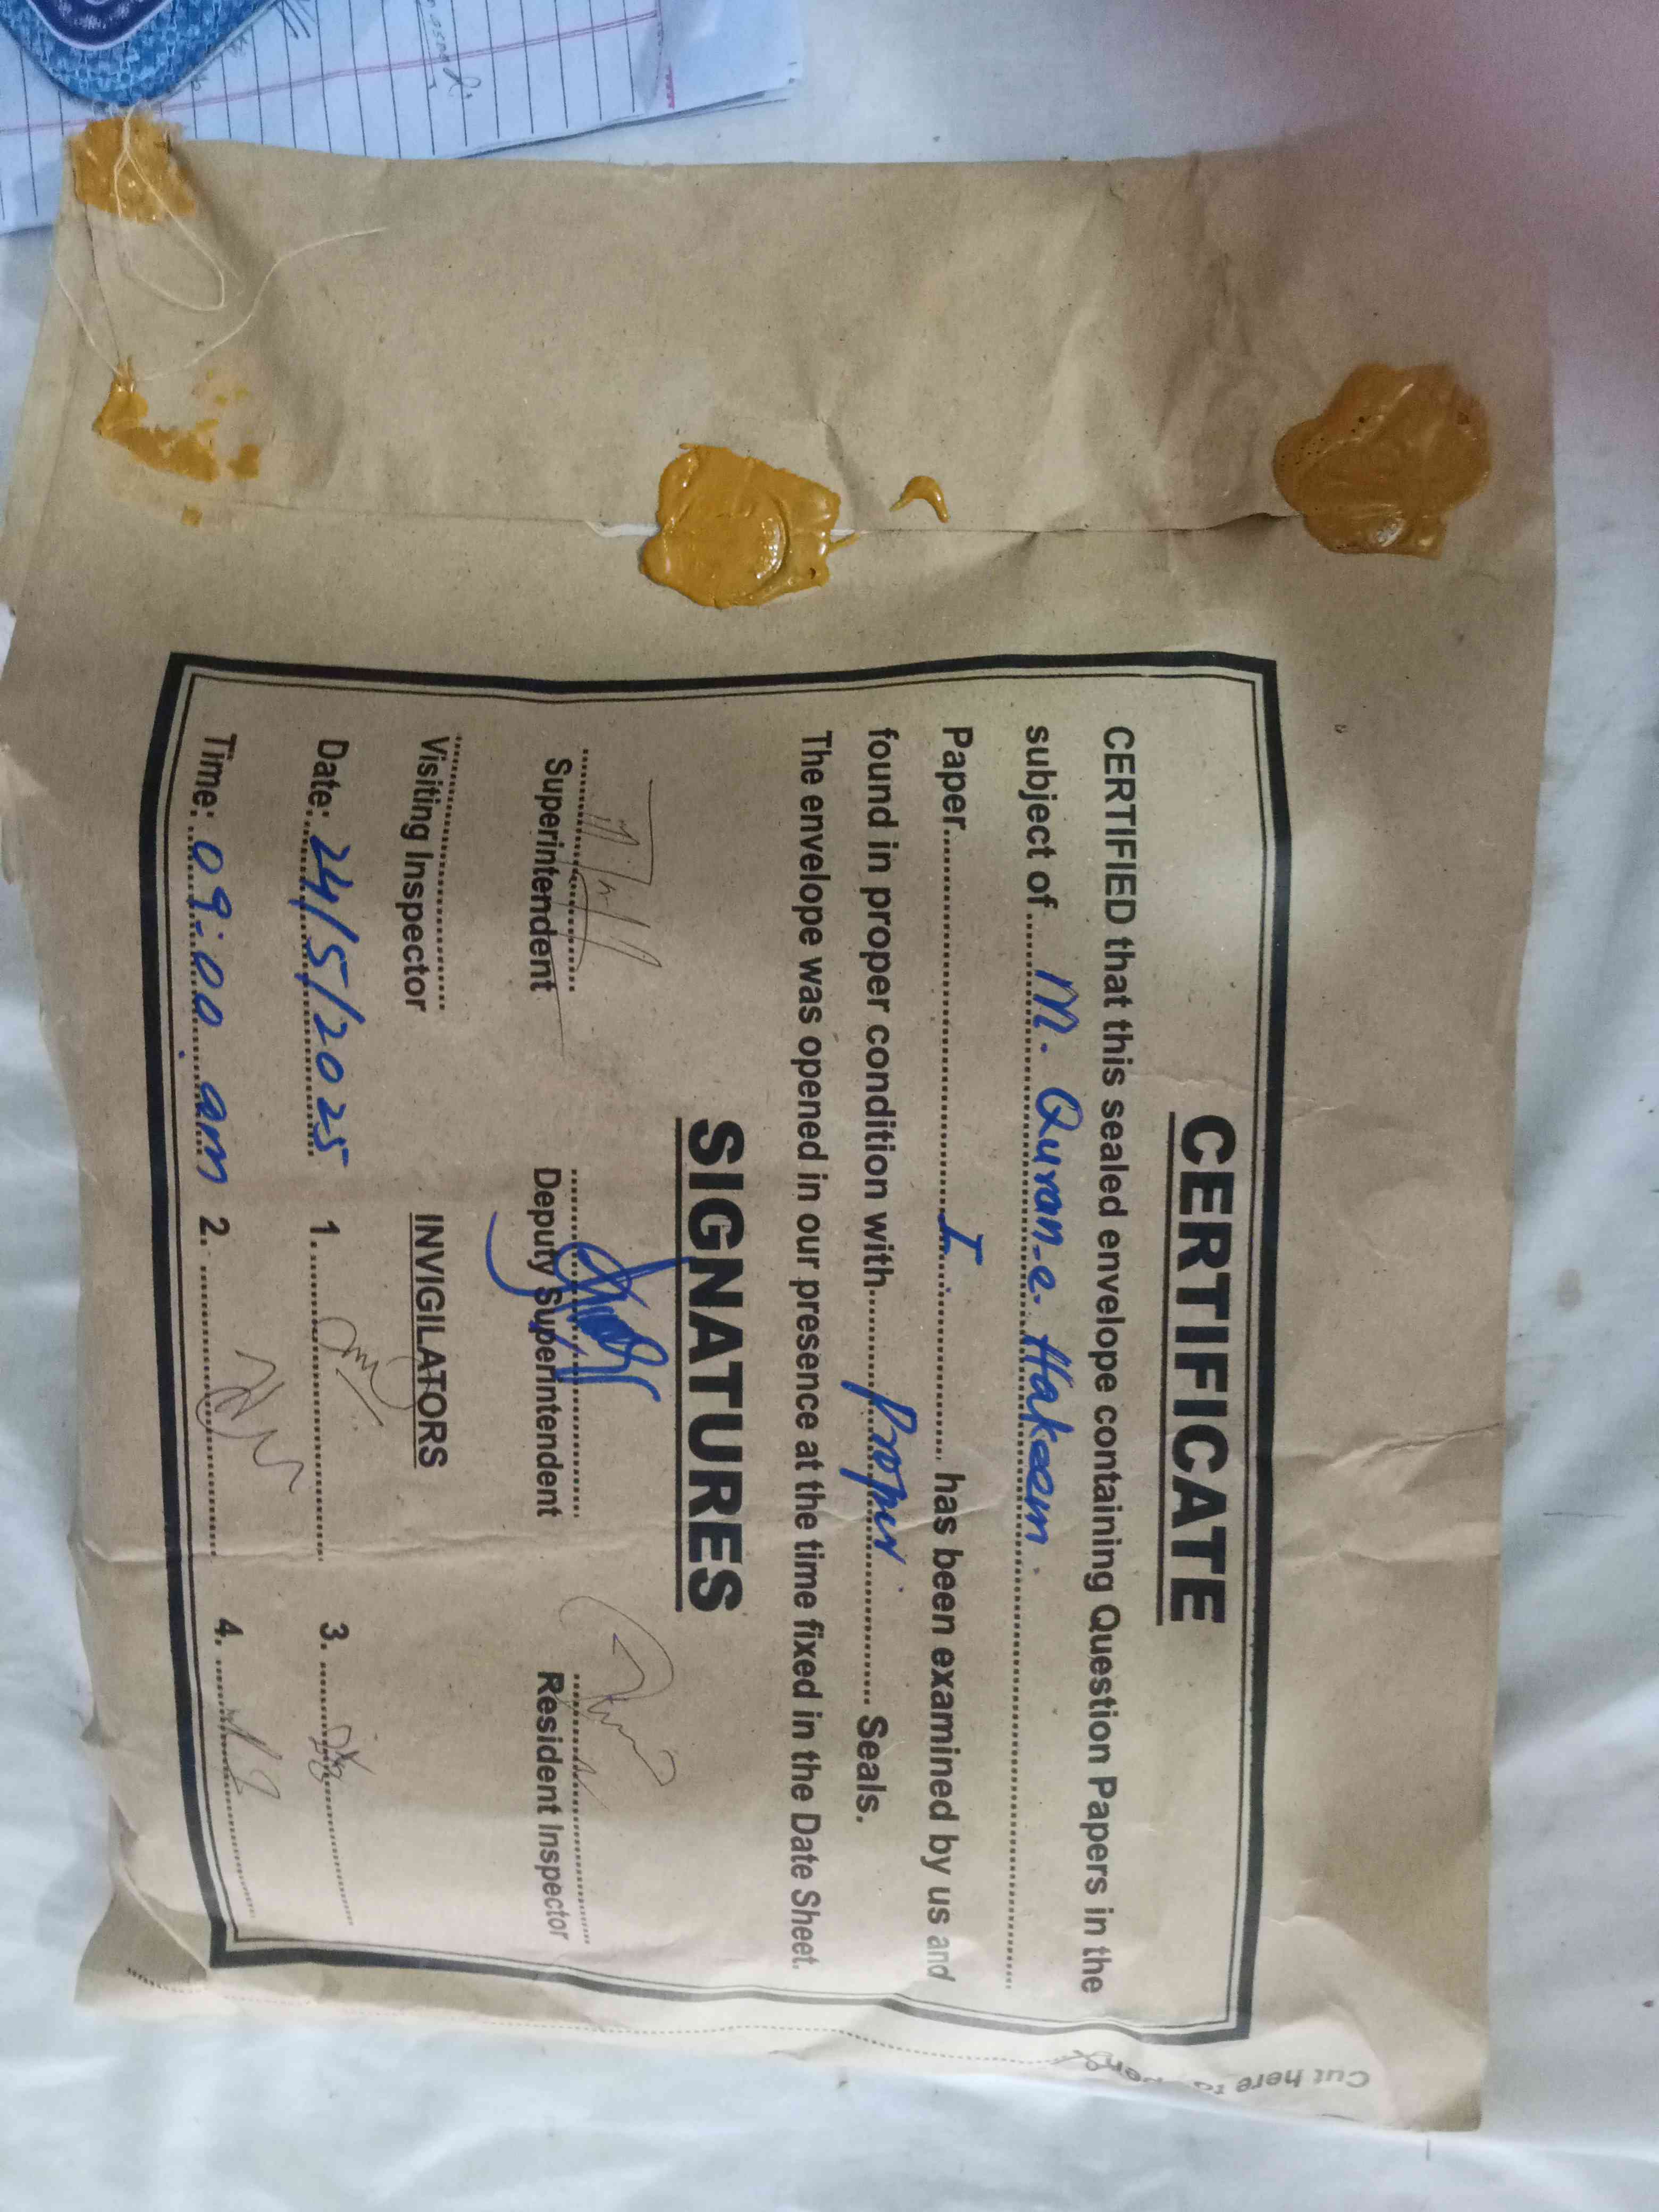 CERTIFICATE
CERTIFIED that this sealed envelope containing Question Papers in the
subject of ..... M. Quran-e-Hakeem .....
Paper ..... I ..... has been examined by us and
found in proper condition with ..... Proper ..... Seals.
The envelope was opened in our presence at the time fixed in the Date Sheet.
SIGNATURES
Superintendent Deputy Superintendent Resident Inspector
Visiting Inspector INVIGILATORS
Date: 24/5/2025 1. 3.
Time: 09:00 am 2. 4.
Cut here to open